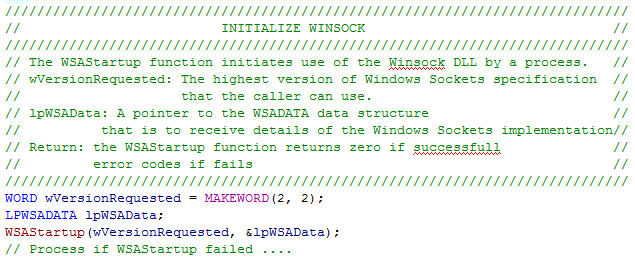 //////////////////////////////////////////////////////////////////////////////
// INITIALIZE WINSOCK //
//////////////////////////////////////////////////////////////////////////////
// The WSAStartup function initiates use of the Winsock DLL by a process. //
// wVersionRequested: The highest version of Windows Sockets specification //
// that the caller can use. //
// lpWSAData: A pointer to the WSADATA data structure //
// that is to receive details of the Windows Sockets implementation//
// Return: the WSAStartup function returns zero if successfull //
// error codes if fails //
//////////////////////////////////////////////////////////////////////////////
WORD wVersionRequested = MAKEWORD(2, 2);
LPWSADATA lpWSAData;
WSAStartup(wVersionRequested, &lpWSAData);
// Process if WSAStartup failed ....